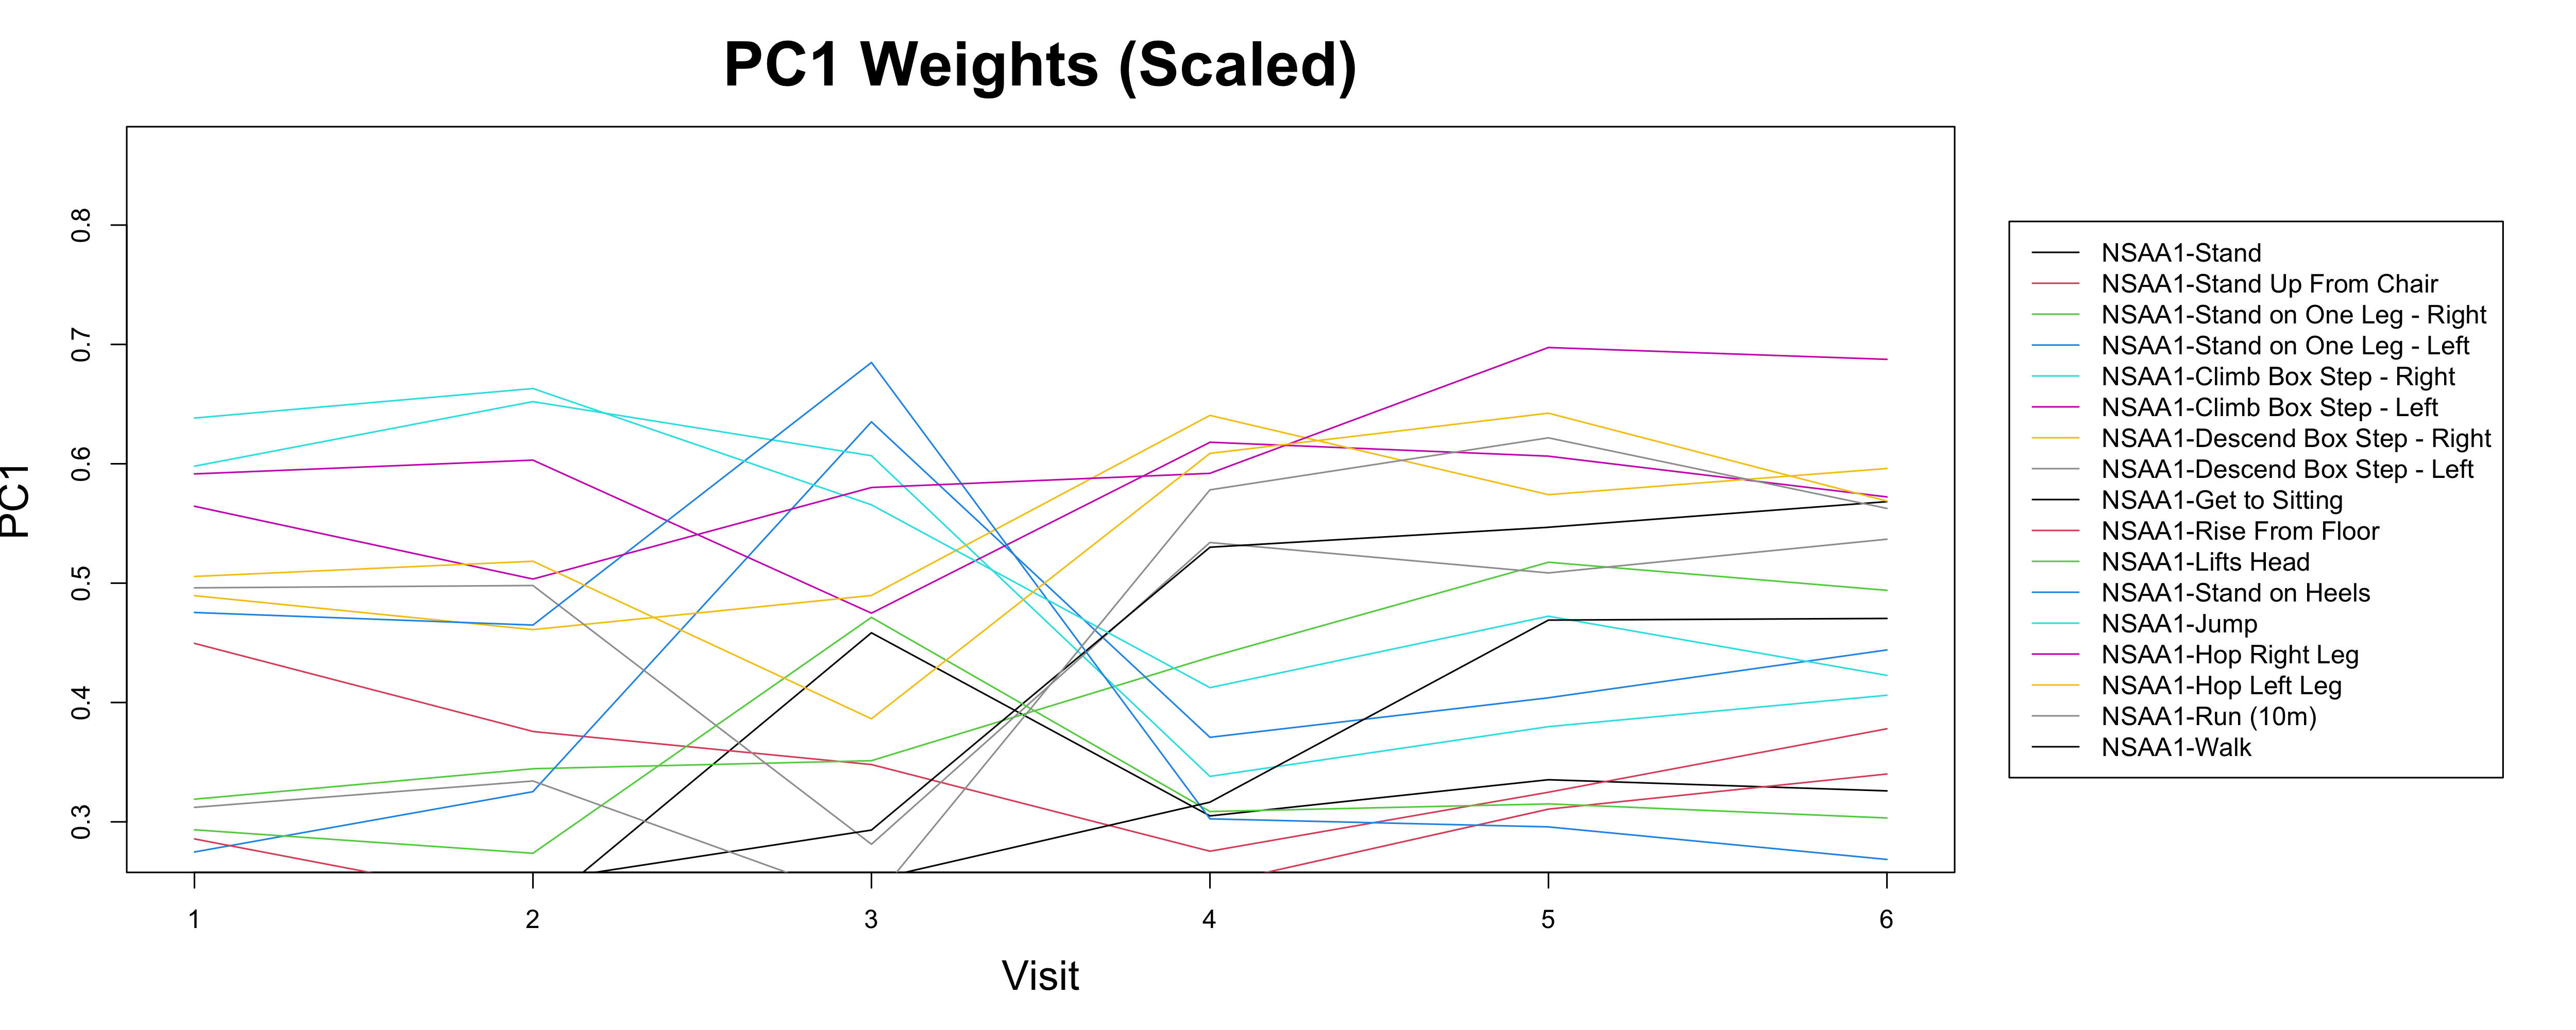 PC1 Weights (Scaled)
PC1
0.8
0.7
0.6
0.5
0.4
0.3
1 2 3 4 5 6
Visit
NSAA1-Stand
NSAA1-Stand Up From Chair
NSAA1-Stand on One Leg - Right
NSAA1-Stand on One Leg - Left
NSAA1-Climb Box Step - Right
NSAA1-Climb Box Step - Left
NSAA1-Descend Box Step - Right
NSAA1-Descend Box Step - Left
NSAA1-Get to Sitting
NSAA1-Rise From Floor
NSAA1-Lifts Head
NSAA1-Stand on Heels
NSAA1-Jump
NSAA1-Hop Right Leg
NSAA1-Hop Left Leg
NSAA1-Run (10m)
NSAA1-Walk